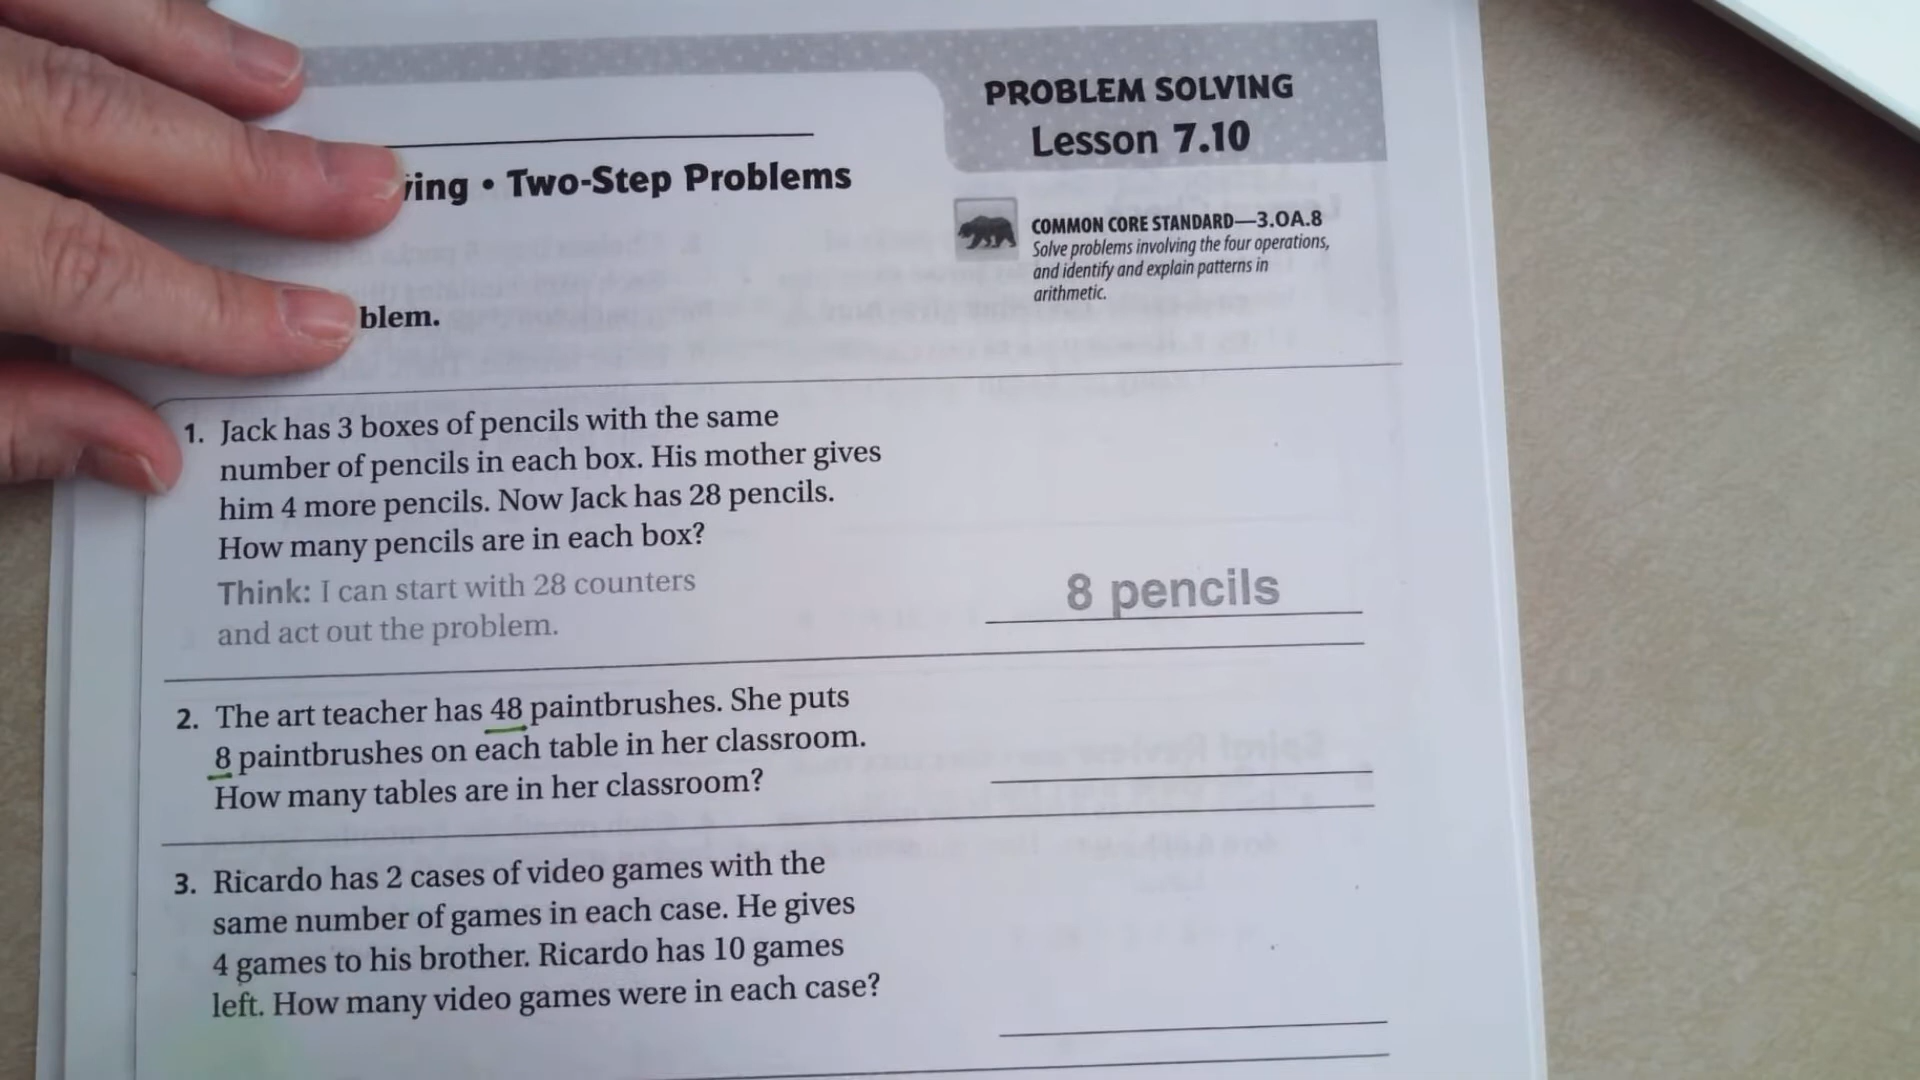 PROBLEM SOLVING
Lesson 7.10
ving • Two-Step Problems
COMMON CORE STANDARD—3.OA.8
Solve problems involving the four operations,
and identify and explain patterns in
arithmetic.
blem.
1. Jack has 3 boxes of pencils with the same
number of pencils in each box. His mother gives
him 4 more pencils. Now Jack has 28 pencils.
How many pencils are in each box?
Think: I can start with 28 counters
and act out the problem.
8 pencils
2. The art teacher has 48 paintbrushes. She puts
8 paintbrushes on each table in her classroom.
How many tables are in her classroom?
3. Ricardo has 2 cases of video games with the
same number of games in each case. He gives
4 games to his brother. Ricardo has 10 games
left. How many video games were in each case?